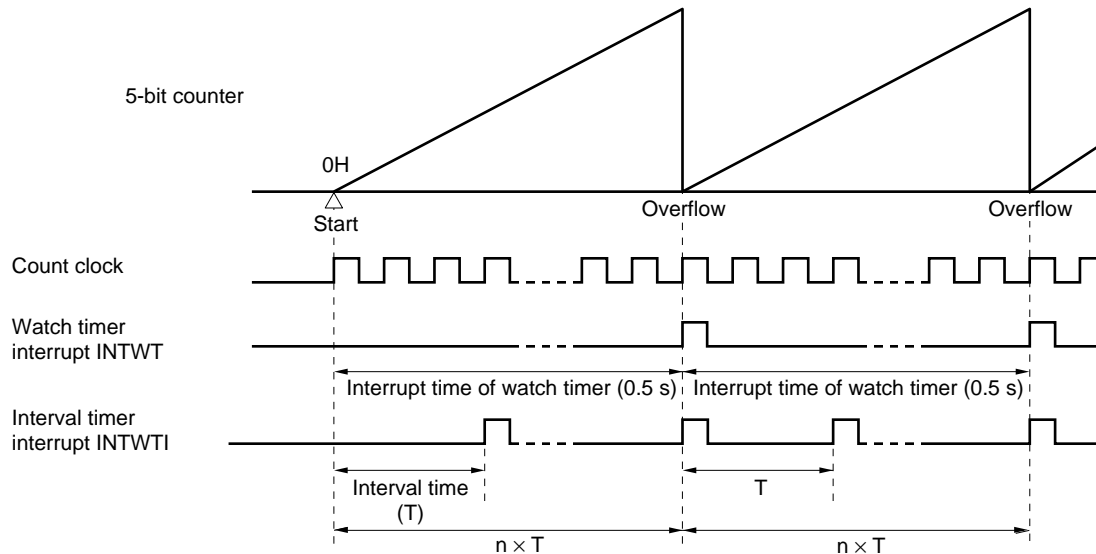 5-bit counter
0H
Start
Overflow
Overflow
Count clock
Watch timer
interrupt INTWT
Interrupt time of watch timer (0.5 s)
Interrupt time of watch timer (0.5 s)
Interval timer
interrupt INTWTI
Interval time
(T)
T
n × T
n × T